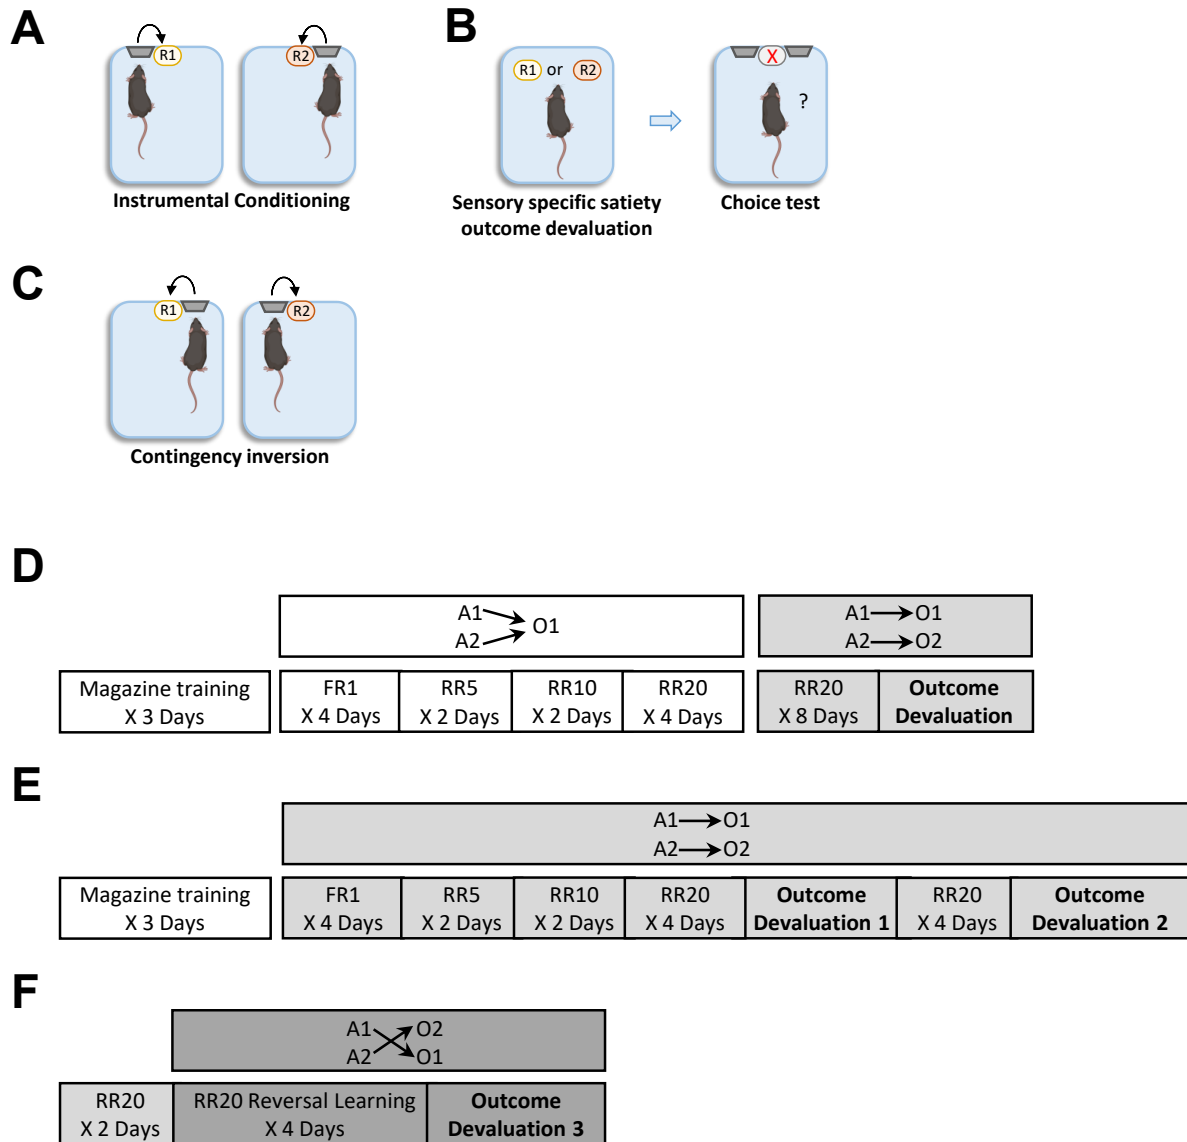 A
R1
R2
Instrumental Conditioning
B
R1 or R2
Sensory specific satiety
outcome devaluation
X
?
Choice test
C
R1
R2
Contingency inversion
D
A1
A2
O1
A1 O1
A2 O2
Magazine training
X 3 Days
FR1
X 4 Days
RR5
X 2 Days
RR10
X 2 Days
RR20
X 4 Days
RR20
X 8 Days
Outcome
Devaluation
E
A1 O1
A2 O2
Magazine training
X 3 Days
FR1
X 4 Days
RR5
X 2 Days
RR10
X 2 Days
RR20
X 4 Days
Outcome
Devaluation 1
RR20
X 4 Days
Outcome
Devaluation 2
F
A1 O2
A2 O1
RR20
X 2 Days
RR20 Reversal Learning
X 4 Days
Outcome
Devaluation 3